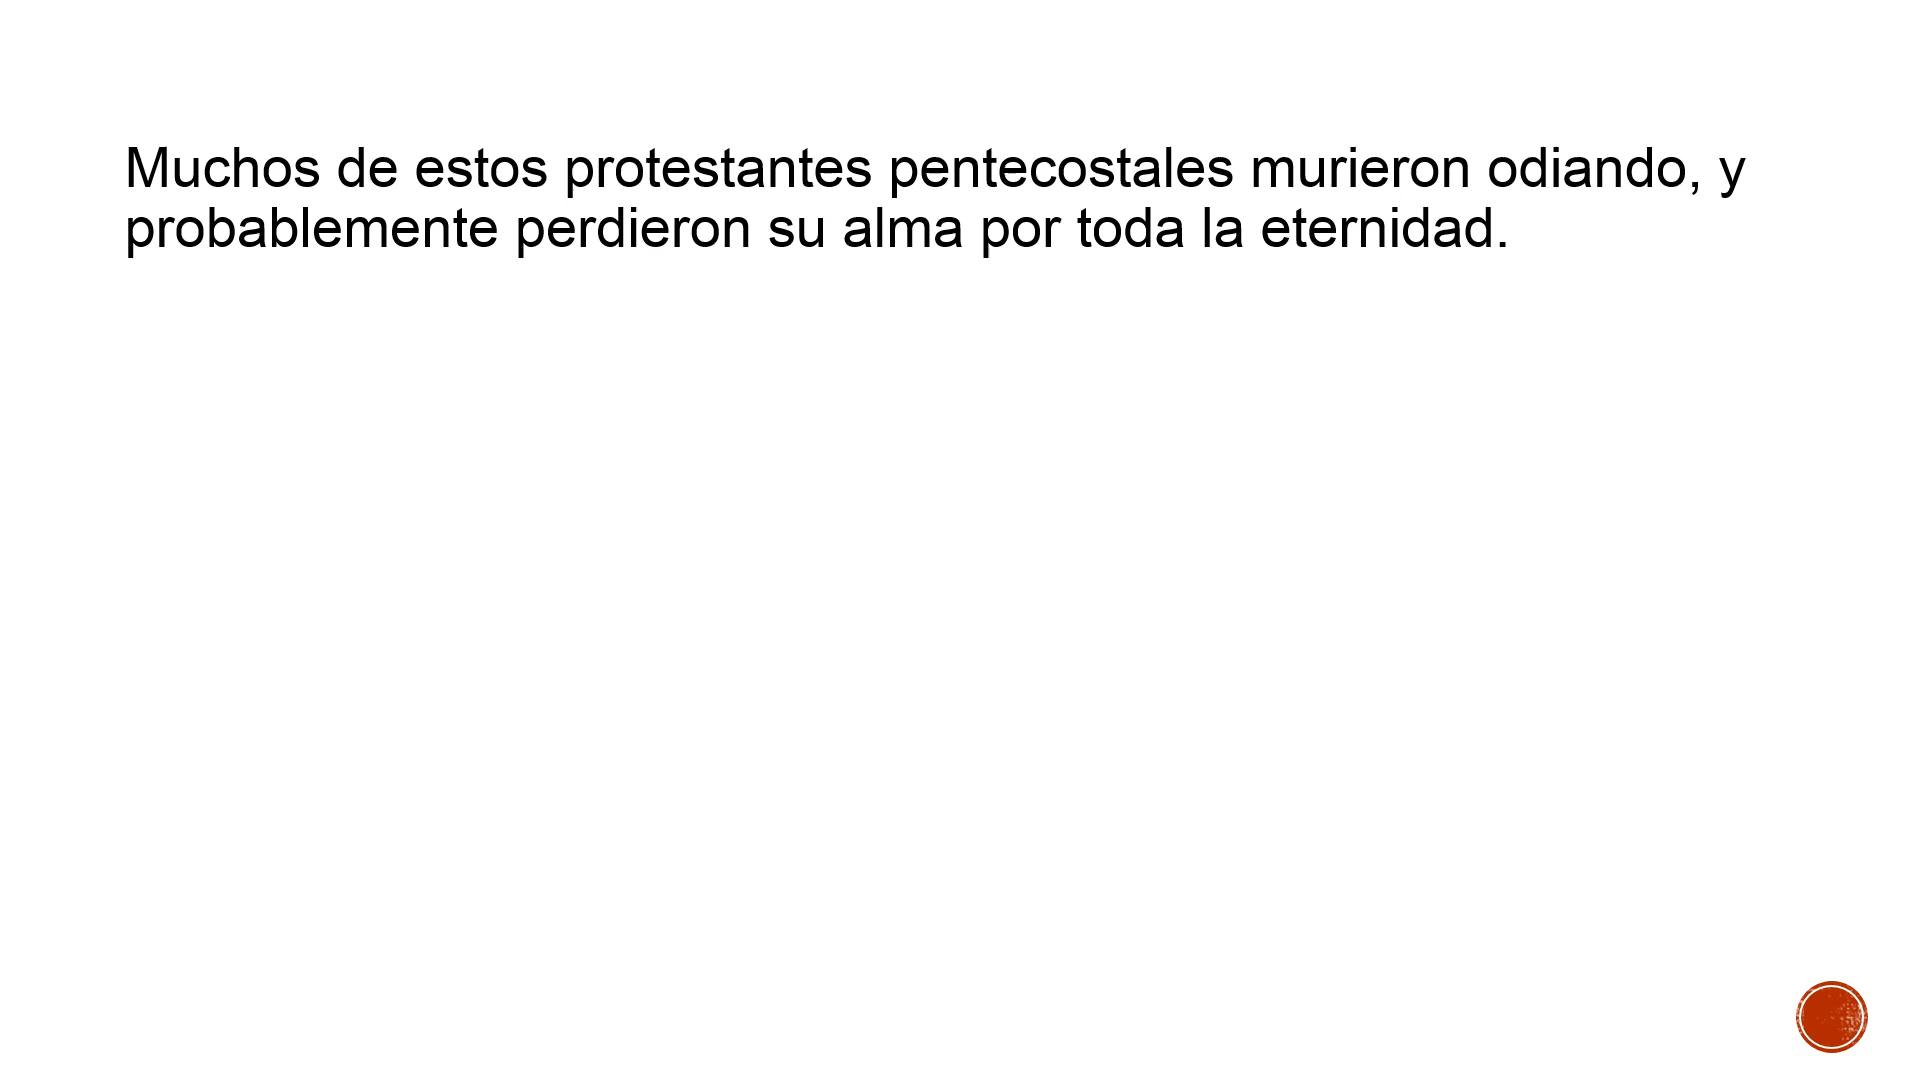 Muchos de estos protestantes pentecostales murieron odiando, y
probablemente perdieron su alma por toda la eternidad.